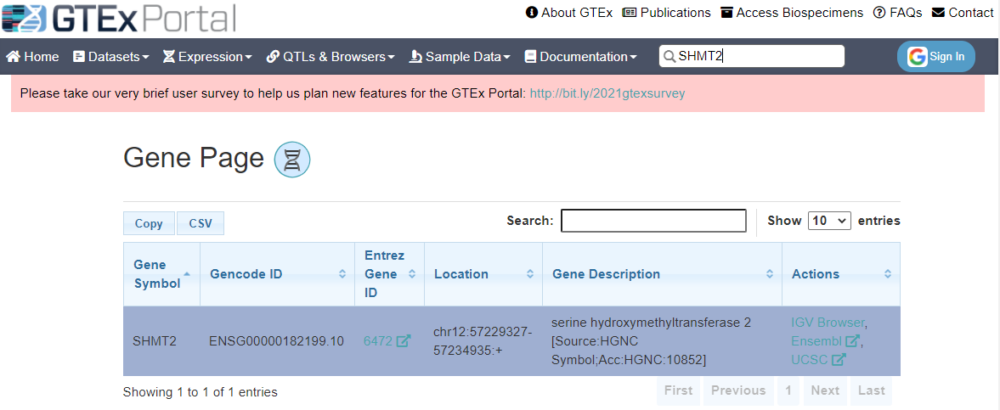 GTExPortal
About GTEx Publications Access Biospecimens FAQs Contact
Home Datasets Expression QTLs & Browsers Sample Data Documentation SHMT2 Sign In
Please take our very brief user survey to help us plan new features for the GTEx Portal: http://bit.ly/2021gtexsurvey
Gene Page
Copy CSV Search: Show 10 entries
Gene Symbol Gencode ID Entrez Gene ID Location Gene Description Actions
SHMT2 ENSG00000182199.10 6472 chr12:57229327-57234935:+ serine hydroxymethyltransferase 2 [Source:HGNC Symbol;Acc:HGNC:10852] IGV Browser, Ensembl, UCSC
Showing 1 to 1 of 1 entries First Previous 1 Next Last